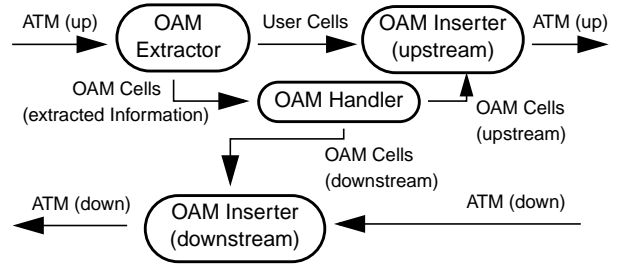 ATM (up)
OAM
Extractor
User Cells
OAM Inserter
(upstream)
ATM (up)
OAM Cells
(extracted Information)
OAM Handler
OAM Cells
(upstream)
OAM Cells
(downstream)
ATM (down)
OAM Inserter
(downstream)
ATM (down)